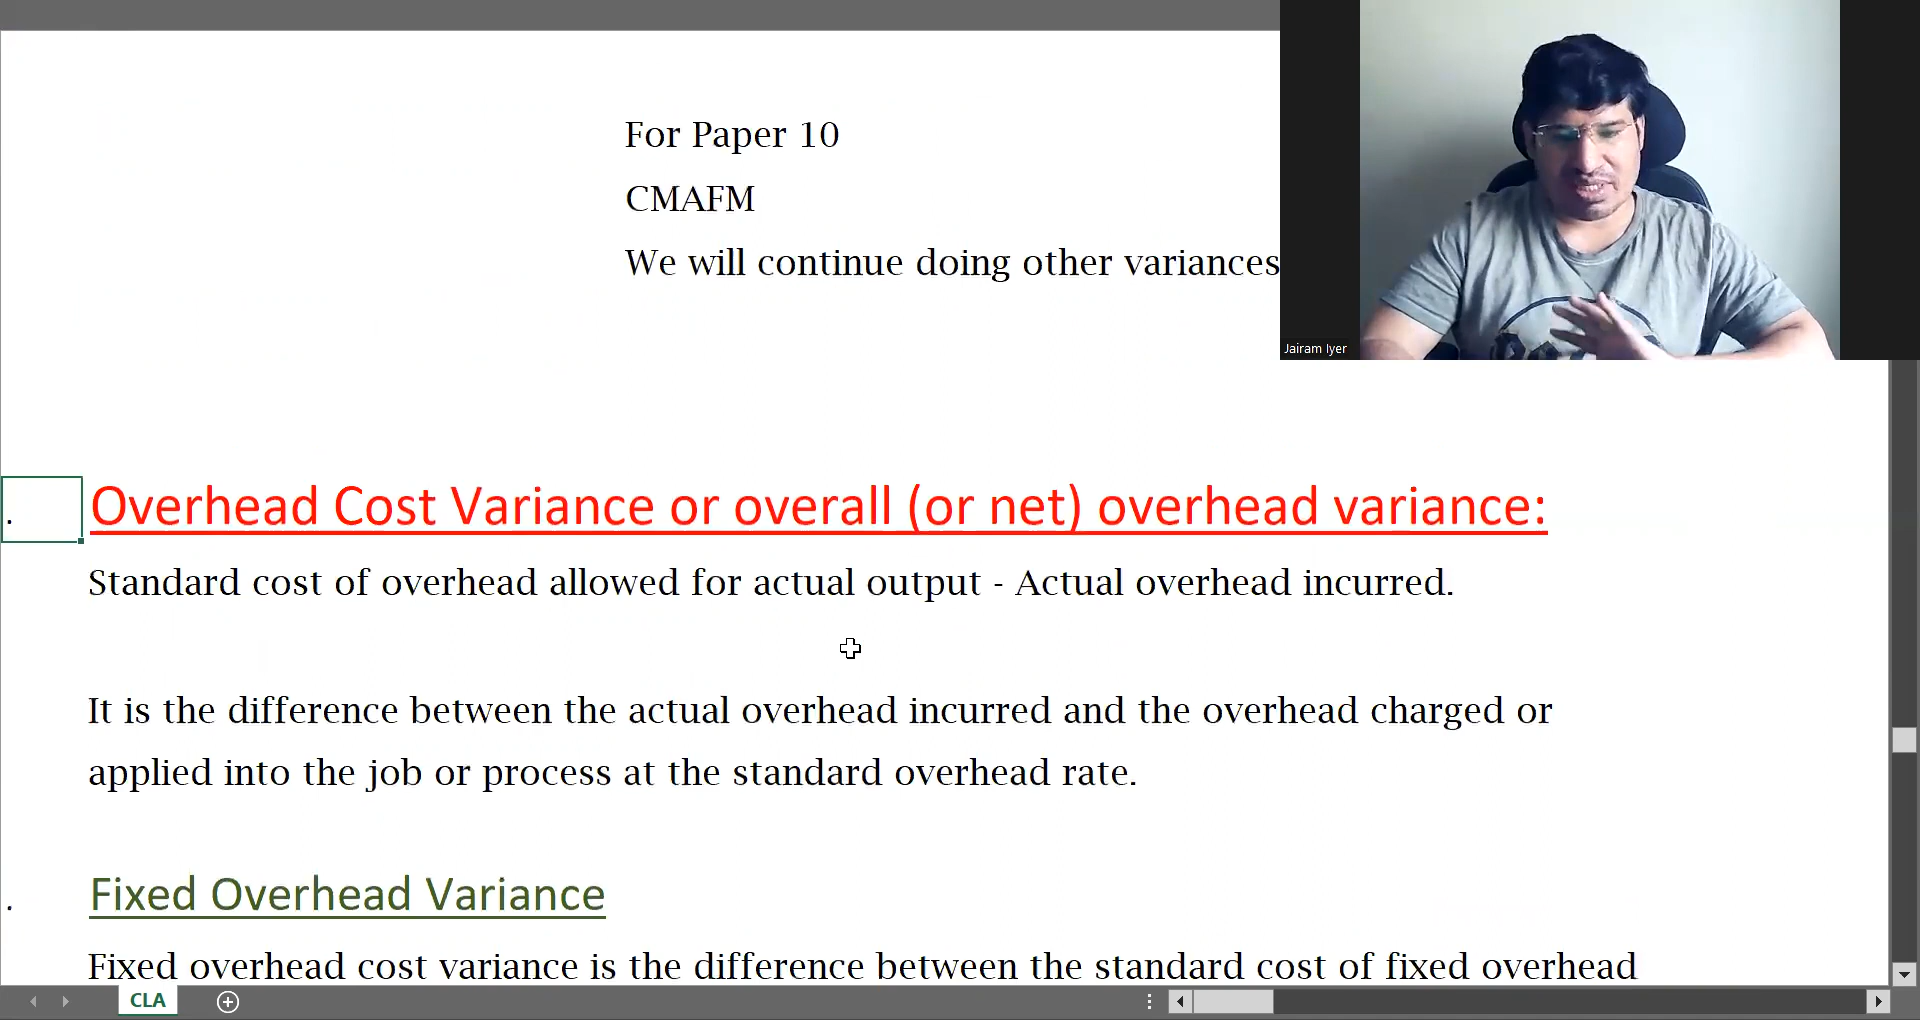 For Paper 10
CMAFM
We will continue doing other variances
Jairam Iyer
. Overhead Cost Variance or overall (or net) overhead variance:
Standard cost of overhead allowed for actual output - Actual overhead incurred.
It is the difference between the actual overhead incurred and the overhead charged or
applied into the job or process at the standard overhead rate.
. Fixed Overhead Variance
Fixed overhead cost variance is the difference between the standard cost of fixed overhead
CLA